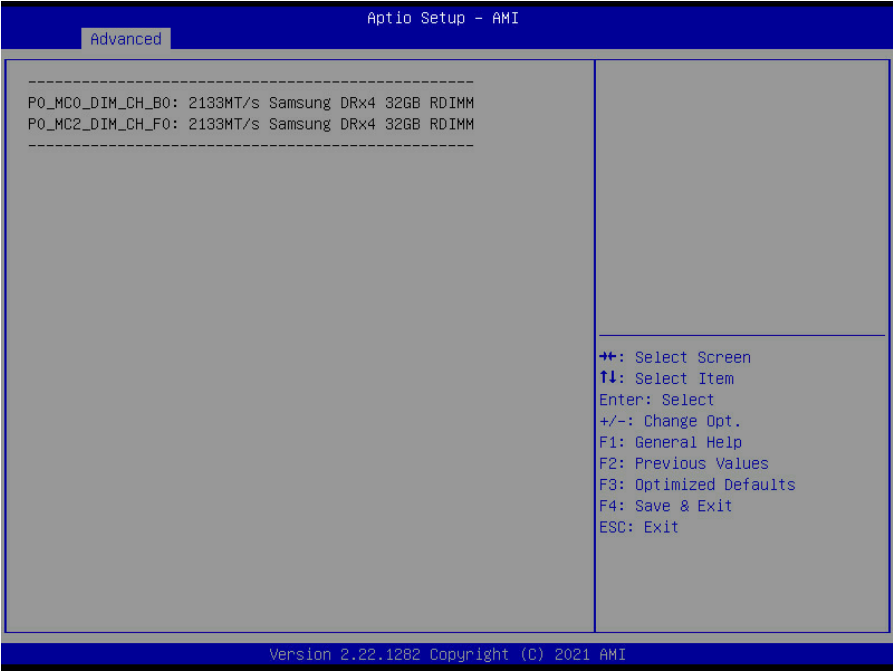 Aptio Setup – AMI
Advanced
--------------------------------------------------
P0_MC0_DIM_CH_B0: 2133MT/s Samsung DRx4 32GB RDIMM
P0_MC2_DIM_CH_F0: 2133MT/s Samsung DRx4 32GB RDIMM
--------------------------------------------------
→←: Select Screen
↑↓: Select Item
Enter: Select
+/-: Change Opt.
F1: General Help
F2: Previous Values
F3: Optimized Defaults
F4: Save & Exit
ESC: Exit
Version 2.22.1282 Copyright (C) 2021 AMI